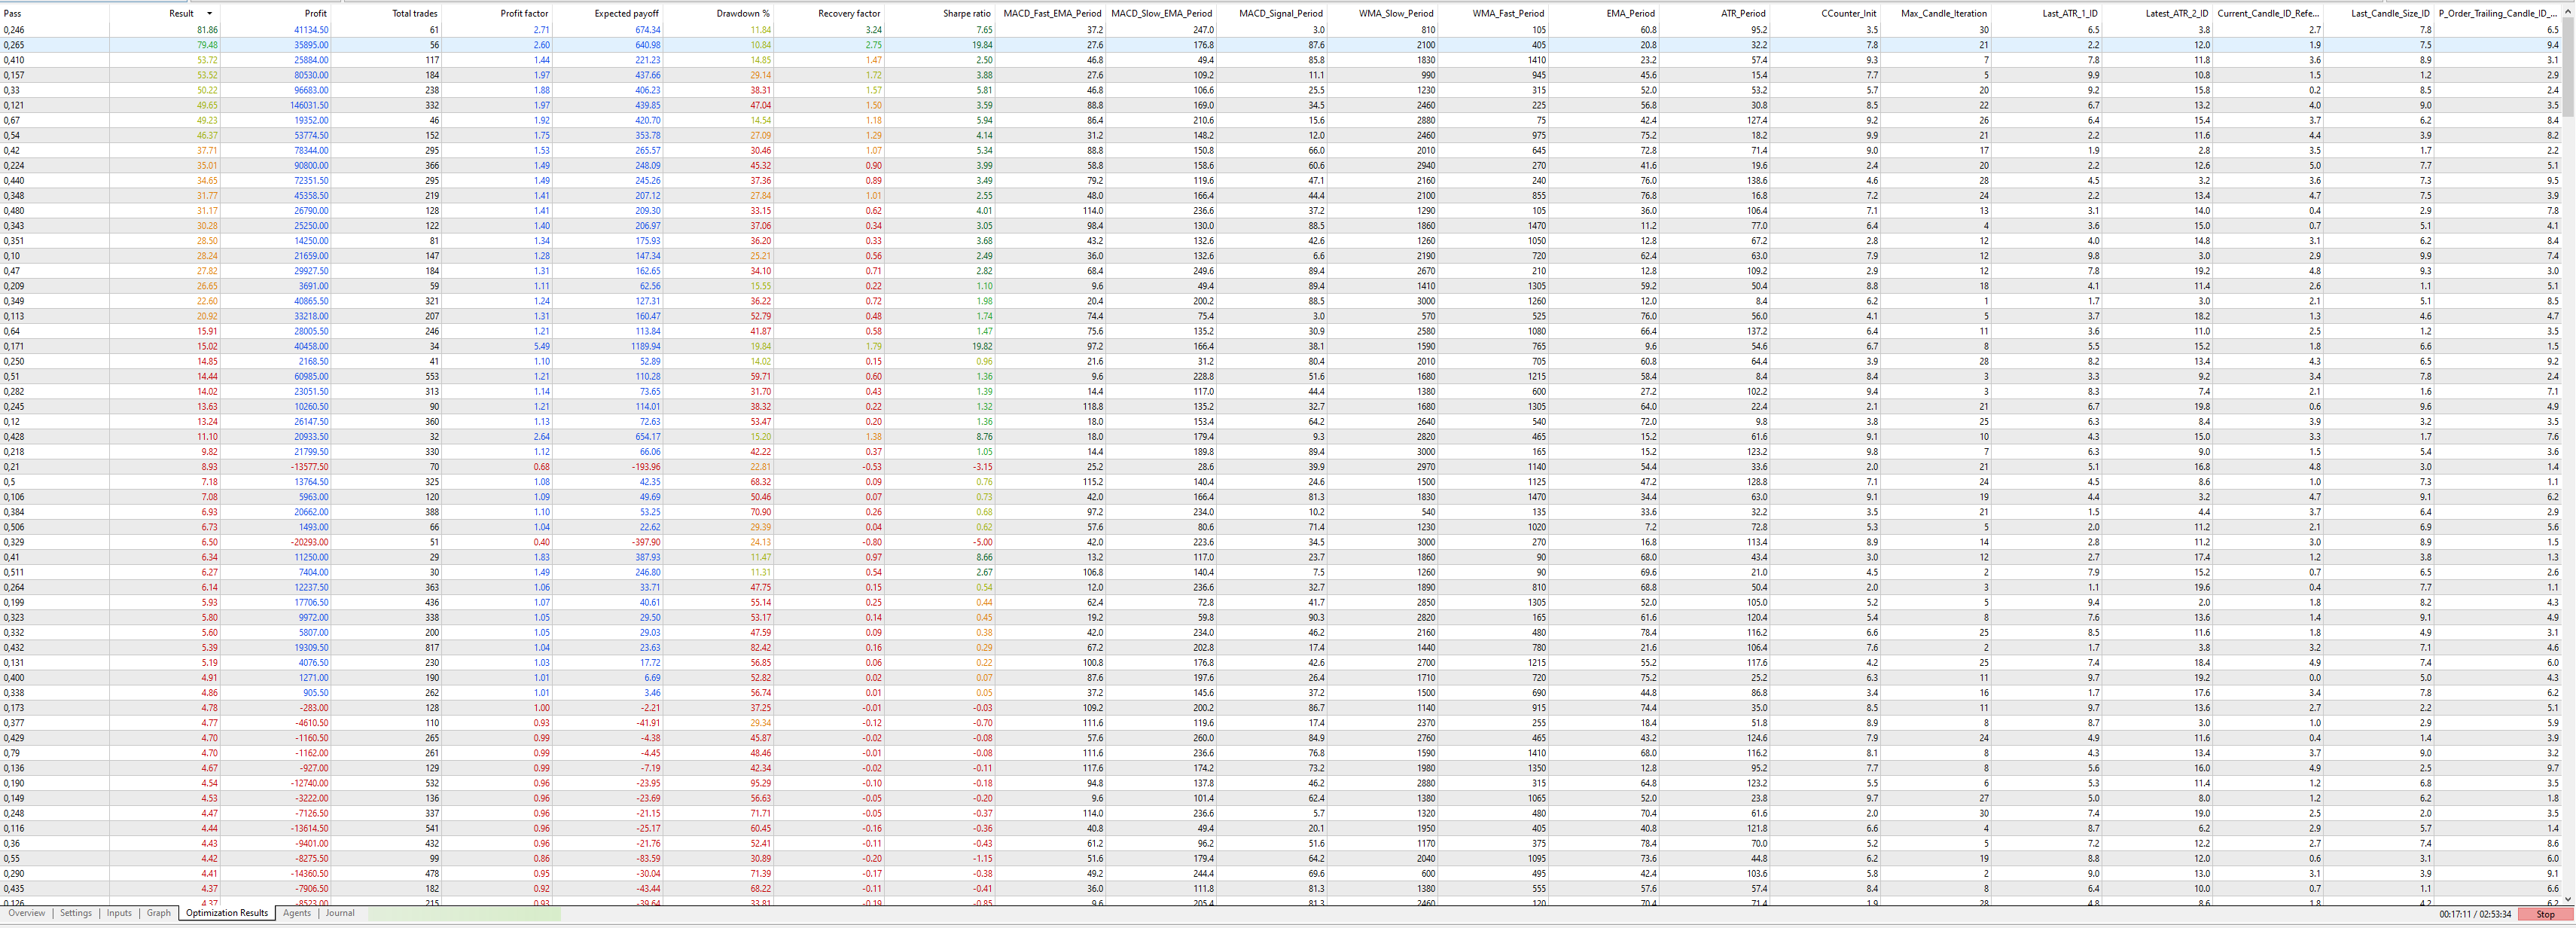 Pass Result Profit Total trades Profit factor Expected payoff Drawdown % Recovery factor Sharpe ratio MACD_Fast_EMA_Period MACD_Slow_EMA_Period MACD_Signal_Period WMA_Slow_Period WMA_Fast_Period EMA_Period ATR_Period CCounter_Init Max_Candle_Iteration Last_ATR_1_ID Latest_ATR_2_ID Current_Candle_ID_Refe... Last_Candle_Size_ID P_Order_Trailing_Candle_ID_...
0,246 81.86 41134.50 61 2.71 674.34 11.84 3.24 7.65 37.2 247.0 3.0 810 105 60.8 95.2 3.5 30 6.5 3.8 2.7 7.8 6.5
0,265 79.48 35895.00 56 2.60 640.98 10.84 2.75 19.84 27.6 176.8 87.6 2100 405 20.8 32.2 7.8 21 2.2 12.0 1.9 7.5 9.4
0,410 53.72 25884.00 117 1.44 221.23 14.85 1.47 2.50 46.8 49.4 85.8 1830 1410 23.2 57.4 9.3 7 7.8 11.8 3.6 8.9 3.1
0,157 53.52 80530.00 184 1.97 437.66 29.14 1.72 3.88 27.6 109.2 11.1 990 945 45.6 15.4 7.7 5 9.9 10.8 1.5 1.2 2.9
0,33 50.22 96683.00 238 1.88 406.23 38.31 1.57 5.81 46.8 106.6 25.5 1230 315 52.0 53.2 5.7 20 9.2 15.8 0.2 8.5 2.4
0,121 49.65 146031.50 332 1.97 439.85 47.04 1.50 3.59 88.8 169.0 34.5 2460 225 56.8 30.8 8.5 22 6.7 13.2 4.0 9.0 3.5
0,67 49.23 19352.00 46 1.92 420.70 14.54 1.18 5.94 86.4 210.6 15.6 2880 75 42.4 127.4 9.2 26 6.4 15.4 3.7 6.2 8.4
0,54 46.37 53774.50 152 1.75 353.78 27.09 1.29 4.14 31.2 148.2 12.0 2460 975 75.2 18.2 9.9 21 2.2 11.6 4.4 3.9 8.2
0,42 37.71 78344.00 295 1.53 265.57 30.46 1.07 5.34 88.8 150.8 66.0 2010 645 72.8 71.4 9.0 17 1.9 2.8 3.5 1.7 2.2
0,224 35.01 90800.00 366 1.49 248.09 45.32 0.90 3.99 58.8 158.6 60.6 2940 270 41.6 19.6 2.4 20 2.2 12.6 5.0 7.7 5.1
0,440 34.65 72351.50 295 1.49 245.26 37.36 0.89 3.49 79.2 119.6 47.1 2160 240 76.0 138.6 4.6 28 4.5 3.2 3.6 7.3 9.5
0,348 31.77 45358.50 219 1.41 207.12 27.84 1.01 2.55 48.0 166.4 44.4 2100 855 76.8 16.8 7.2 24 2.2 13.4 4.7 7.5 3.9
0,480 31.17 26790.00 128 1.41 209.30 33.15 0.62 4.01 114.0 236.6 37.2 1290 105 36.0 106.4 7.1 13 3.1 14.0 0.4 2.9 7.8
0,343 30.28 25250.00 122 1.40 206.97 37.06 0.34 3.05 98.4 130.0 88.5 1860 1470 11.2 77.0 6.4 4 3.6 15.0 0.7 5.1 4.1
0,351 28.50 14250.00 81 1.34 175.93 36.20 0.33 3.68 43.2 132.6 42.6 1260 1050 12.8 67.2 2.8 12 4.0 14.8 3.1 6.2 8.4
0,10 28.24 21659.00 147 1.28 147.34 25.21 0.56 2.49 36.0 132.6 6.6 2190 720 62.4 63.0 7.9 12 9.8 3.0 2.9 9.9 7.4
0,47 27.82 29927.50 184 1.31 162.65 34.10 0.71 2.82 68.4 249.6 89.4 2670 210 12.8 109.2 2.9 12 7.8 19.2 4.8 9.3 3.0
0,209 26.65 3691.00 59 1.11 62.56 15.55 0.22 1.10 9.6 49.4 89.4 1410 1305 59.2 50.4 8.8 18 4.1 11.4 2.6 1.1 5.1
0,349 22.60 40865.50 321 1.24 127.31 36.22 0.72 1.98 20.4 200.2 88.5 3000 1260 12.0 8.4 6.2 1 1.7 3.0 2.1 5.1 8.5
0,113 20.92 33218.00 207 1.31 160.47 52.79 0.48 1.74 74.4 75.4 3.0 570 525 76.0 56.0 4.1 5 3.7 18.2 1.3 4.6 4.7
0,64 15.91 28005.50 246 1.21 113.84 41.87 0.58 1.47 75.6 135.2 30.9 2580 1080 66.4 137.2 6.4 11 3.6 11.0 2.5 1.2 3.5
0,171 15.02 40458.00 34 5.49 1189.94 19.84 1.79 19.82 97.2 166.4 38.1 1590 765 9.6 54.6 6.7 8 5.5 15.2 1.8 6.6 1.5
0,250 14.85 2168.50 41 1.10 52.89 14.02 0.15 0.96 21.6 31.2 80.4 2010 705 60.8 64.4 3.9 28 8.2 13.4 4.3 6.5 9.2
0,51 14.44 60985.00 553 1.21 110.28 59.71 0.60 1.36 9.6 228.8 51.6 1680 1215 58.4 8.4 8.4 3 3.3 9.2 3.4 7.8 2.4
0,282 14.02 23051.50 313 1.14 73.65 31.70 0.43 1.39 14.4 117.0 44.4 1380 600 27.2 102.2 9.4 3 8.3 7.4 2.1 1.6 7.1
0,245 13.63 10260.50 90 1.21 114.01 38.32 0.22 1.32 118.8 135.2 32.7 1680 1305 64.0 22.4 2.1 21 6.7 19.8 0.6 9.6 4.9
0,12 13.24 26147.50 360 1.13 72.63 53.47 0.20 1.36 18.0 153.4 64.2 2640 540 72.0 9.8 3.8 25 6.3 8.4 3.9 3.2 3.5
0,428 11.10 20933.50 32 2.64 654.17 15.20 1.38 8.76 18.0 179.4 9.3 2820 465 15.2 61.6 9.1 10 4.2 15.0 3.3 1.7 7.6
0,218 9.82 21799.50 330 1.12 66.06 42.22 0.37 1.05 14.4 189.8 89.4 3000 165 15.2 123.2 9.8 7 6.3 9.0 1.5 5.4 3.6
0,21 8.93 -13577.50 70 0.68 -193.96 22.81 -0.53 -3.15 25.2 28.6 39.9 2970 1140 54.4 33.6 2.0 21 5.1 16.8 4.8 3.0 1.4
0,5 7.18 13764.50 325 1.08 42.35 68.32 0.09 0.76 115.2 140.4 24.6 1500 1125 47.2 128.8 7.1 24 4.5 8.6 1.0 7.3 1.1
0,106 7.08 5963.00 120 1.09 49.69 50.46 0.07 0.73 42.0 166.4 81.3 1830 1470 34.4 63.0 9.1 19 4.4 3.2 4.7 9.1 6.2
0,384 6.93 20662.00 388 1.10 53.25 70.90 0.26 0.68 97.2 234.0 10.2 540 135 33.6 32.2 3.5 21 1.5 4.4 3.7 6.4 2.9
0,506 6.73 1493.00 66 1.04 22.62 29.39 0.04 0.62 57.6 80.6 71.4 1230 1020 7.2 72.8 5.3 5 2.0 11.2 2.1 6.9 5.6
0,329 6.50 -20293.00 51 0.40 -397.90 24.13 -0.80 -5.00 42.0 223.6 34.5 3000 270 16.8 113.4 8.9 14 2.8 11.2 3.0 8.9 1.5
0,41 6.34 11250.00 29 1.83 387.93 11.47 0.97 8.66 13.2 117.0 23.7 1860 90 68.0 43.4 3.0 12 2.7 17.4 1.2 3.8 1.3
0,511 6.27 7404.00 30 1.49 246.80 11.31 0.54 2.67 106.8 140.4 7.5 1260 90 69.6 21.0 4.5 2 7.9 15.2 0.7 6.5 2.6
0,264 6.14 12237.50 363 1.06 33.71 47.75 0.15 0.54 12.0 236.6 32.7 1890 810 68.8 50.4 2.0 3 1.1 19.6 0.4 7.7 1.1
0,199 5.93 17706.50 436 1.07 40.61 55.14 0.25 0.44 62.4 72.8 41.7 2850 1305 52.0 105.0 5.2 5 9.4 2.0 1.8 8.2 4.3
0,323 5.80 9972.00 338 1.05 29.50 53.17 0.14 0.45 19.2 59.8 90.3 2820 165 61.6 120.4 5.4 8 7.6 13.6 1.4 9.1 4.9
0,332 5.60 5807.00 200 1.05 29.03 47.59 0.09 0.38 42.0 234.0 46.2 2160 480 78.4 116.2 6.6 25 8.5 11.6 1.8 4.9 3.1
0,432 5.39 19309.50 817 1.04 23.63 82.42 0.16 0.29 67.2 202.8 17.4 1440 780 21.6 106.4 7.6 2 1.7 3.8 3.2 7.1 4.6
0,131 5.19 4076.50 230 1.03 17.72 56.85 0.06 0.22 100.8 176.8 42.6 2700 1215 55.2 117.6 4.2 25 7.4 18.4 4.9 7.4 6.0
0,400 4.91 1271.00 190 1.01 6.69 52.82 0.02 0.07 87.6 197.6 26.4 1710 720 75.2 25.2 6.3 11 9.7 19.2 0.0 5.0 4.3
0,338 4.86 905.50 262 1.01 3.46 56.74 0.01 0.05 37.2 145.6 37.2 1500 690 44.8 86.8 3.4 16 1.7 17.6 3.4 7.8 6.2
0,173 4.78 -283.00 128 1.00 -2.21 37.25 -0.01 -0.03 109.2 200.2 86.7 1140 915 74.4 35.0 8.5 11 9.7 13.6 2.7 2.2 5.1
0,377 4.77 -4610.50 110 0.93 -41.91 29.34 -0.12 -0.70 111.6 119.6 17.4 2370 255 18.4 51.8 8.9 8 8.7 3.0 1.0 2.9 5.9
0,429 4.70 -1160.50 265 0.99 -4.38 45.87 -0.02 -0.08 57.6 260.0 84.9 2760 465 43.2 124.6 7.9 24 4.9 11.6 0.4 1.4 3.9
0,79 4.70 -1162.00 261 0.99 -4.45 48.46 -0.01 -0.08 111.6 236.6 76.8 1590 1410 68.0 116.2 8.1 8 4.3 13.4 3.7 9.0 3.2
0,136 4.67 -927.00 129 0.99 -7.19 42.34 -0.02 -0.11 117.6 174.2 73.2 1980 1350 12.8 95.2 7.7 8 5.6 16.0 4.9 2.5 9.7
0,190 4.54 -12740.00 532 0.96 -23.95 95.29 -0.10 -0.18 94.8 137.8 46.2 2880 315 64.8 123.2 5.5 6 5.3 11.4 1.2 6.8 3.5
0,149 4.53 -3222.00 136 0.96 -23.69 56.63 -0.05 -0.20 9.6 101.4 62.4 1380 1065 52.0 23.8 9.7 27 5.0 8.0 1.2 6.2 1.8
0,248 4.47 -7126.50 337 0.96 -21.15 71.71 -0.05 -0.37 114.0 236.6 5.7 1320 480 70.4 61.6 2.0 30 7.4 19.0 2.5 2.0 3.5
0,116 4.44 -13614.50 541 0.96 -25.17 60.45 -0.16 -0.36 40.8 49.4 20.1 1950 405 40.8 121.8 6.6 4 8.7 6.2 2.9 5.7 1.4
0,36 4.43 -9401.00 432 0.96 -21.76 52.41 -0.11 -0.43 61.2 96.2 51.6 1170 375 78.4 70.0 5.2 5 7.2 12.2 2.7 7.4 8.6
0,55 4.42 -8275.50 99 0.86 -83.59 30.89 -0.20 -1.15 51.6 179.4 64.2 2040 1095 73.6 44.8 6.2 19 8.8 12.0 0.6 3.1 6.0
0,290 4.41 -14360.50 478 0.95 -30.04 71.39 -0.17 -0.38 49.2 244.4 69.6 600 495 42.4 103.6 5.8 2 9.0 13.0 3.1 3.9 9.1
0,435 4.37 -7906.50 182 0.92 -43.44 68.22 -0.11 -0.41 36.0 111.8 81.3 1380 555 57.6 57.4 8.4 8 6.4 10.0 0.7 1.1 6.6
0,126 4.37 -8523.00 215 0.93 -39.64 33.81 -0.19 -0.85 9.6 205.4 81.3 2460 120 70.4 71.4 1.9 28 4.8 8.6 1.8 4.2 6.2
Overview Settings Inputs Graph Optimization Results Agents Journal 00:17:11 / 02:53:34 Stop